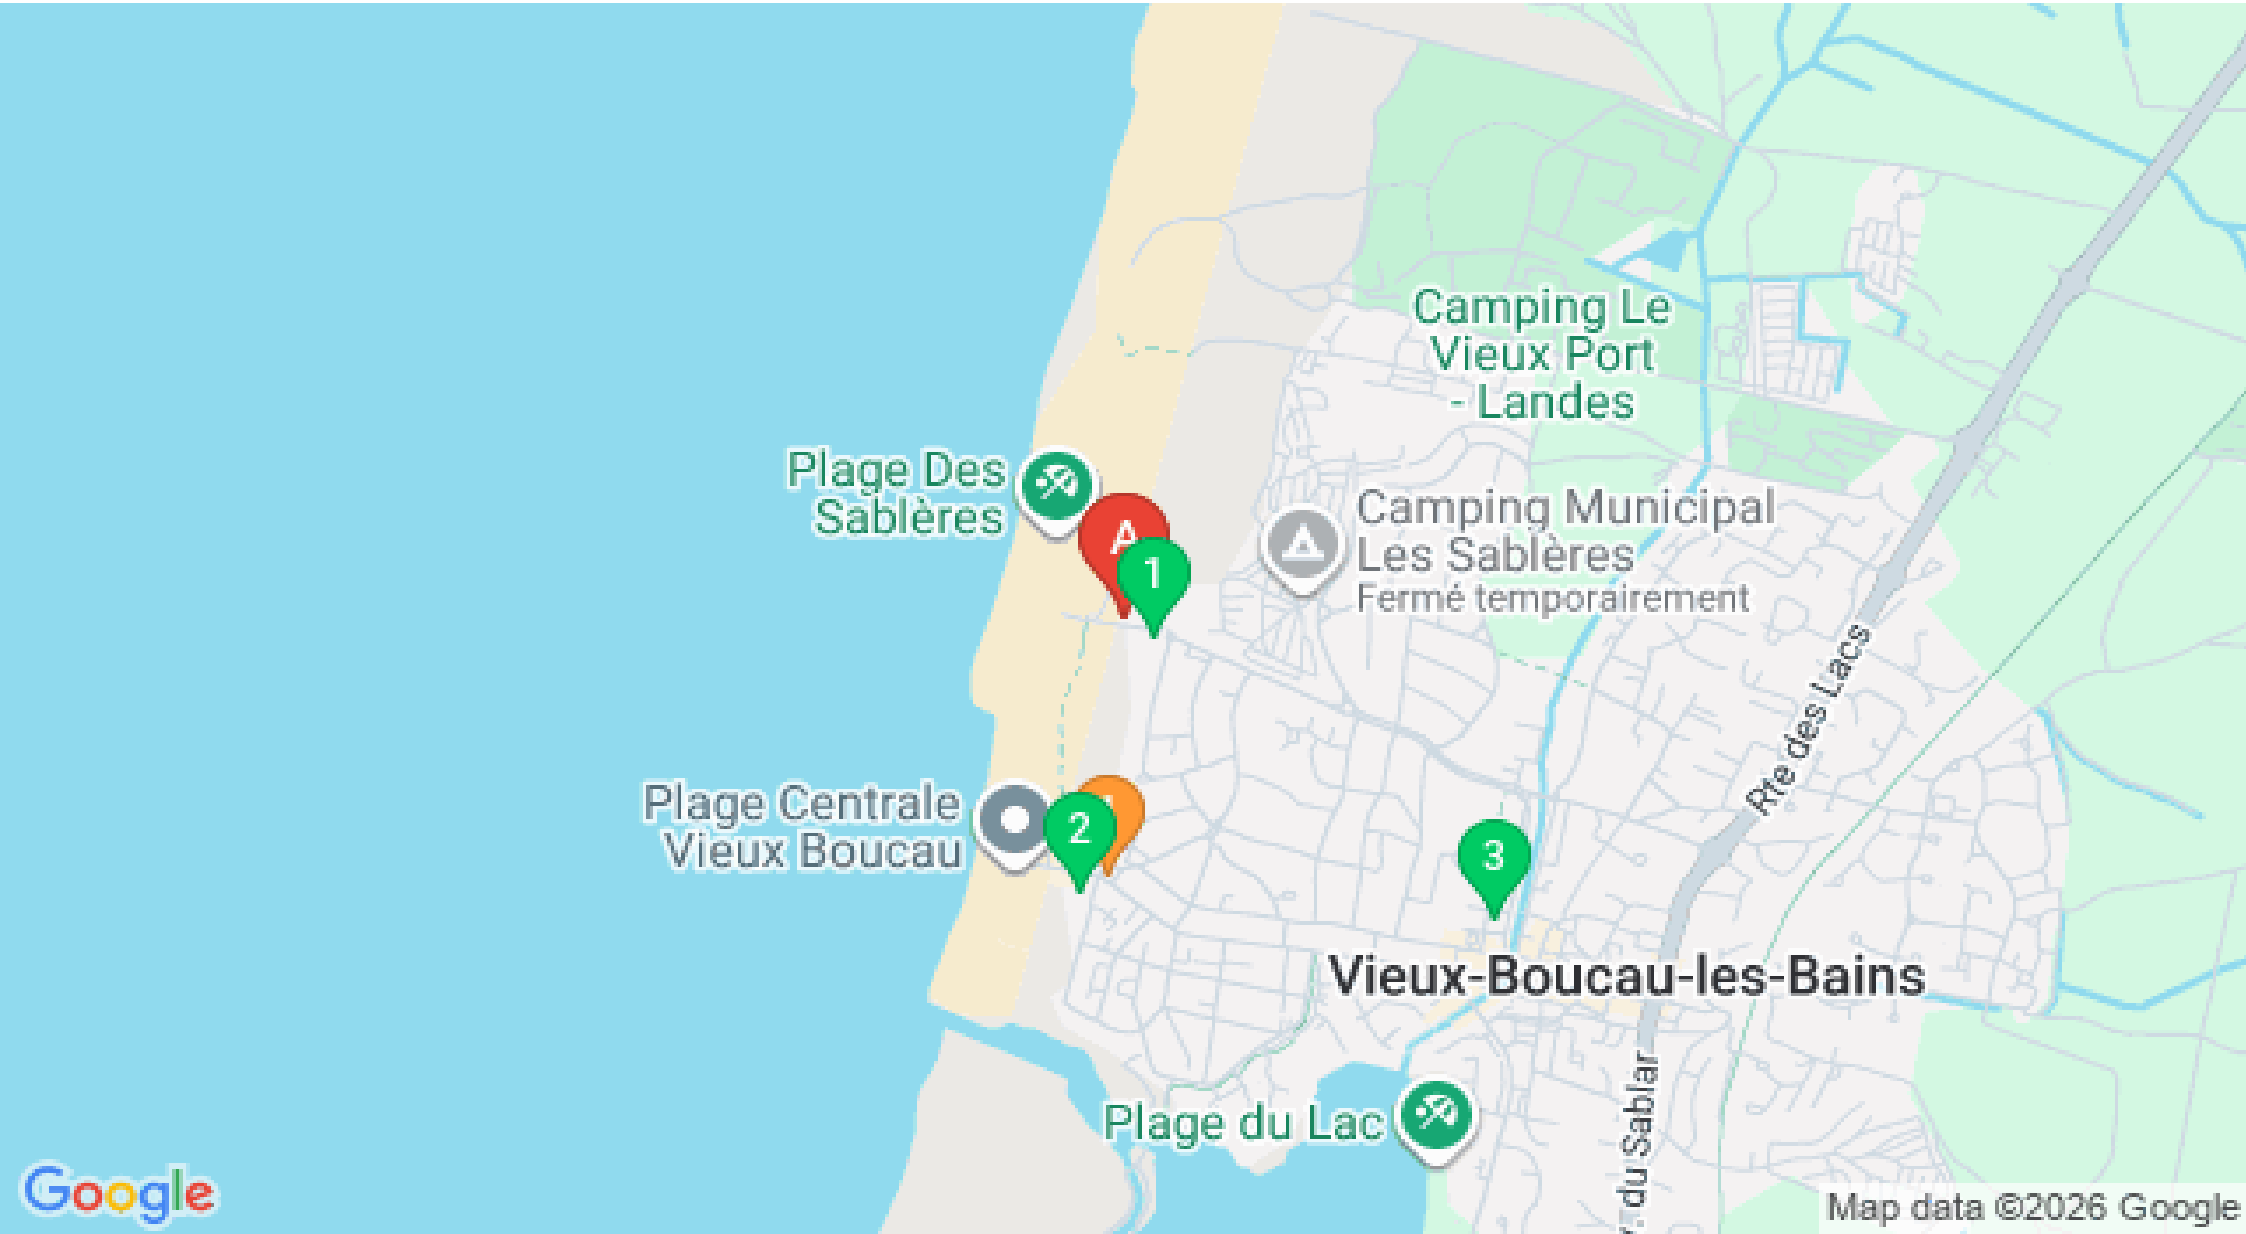 Camping Le
Vieux Port
- Landes
Plage Des
Sablères
A
1
Camping Municipal
Les Sablères
Fermé temporairement
Rte des Lacs
Plage Centrale
Vieux Boucau
2
3
Vieux-Boucau-les-Bains
Plage du Lac
du Sablar
Google
Map data ©2026 Google